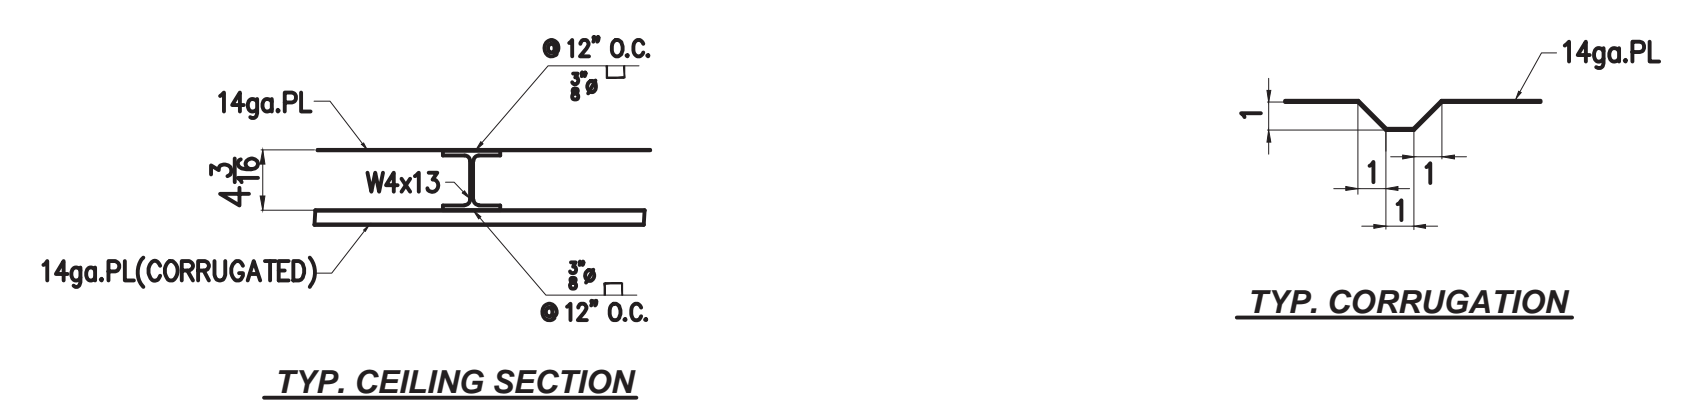 @ 12" O.C.
3"/8 Ø
14ga.PL
4 3/16
W4x13
14ga.PL(CORRUGATED)
3"/8 Ø
@ 12" O.C.
TYP. CEILING SECTION
14ga.PL
1
1
1
1
TYP. CORRUGATION